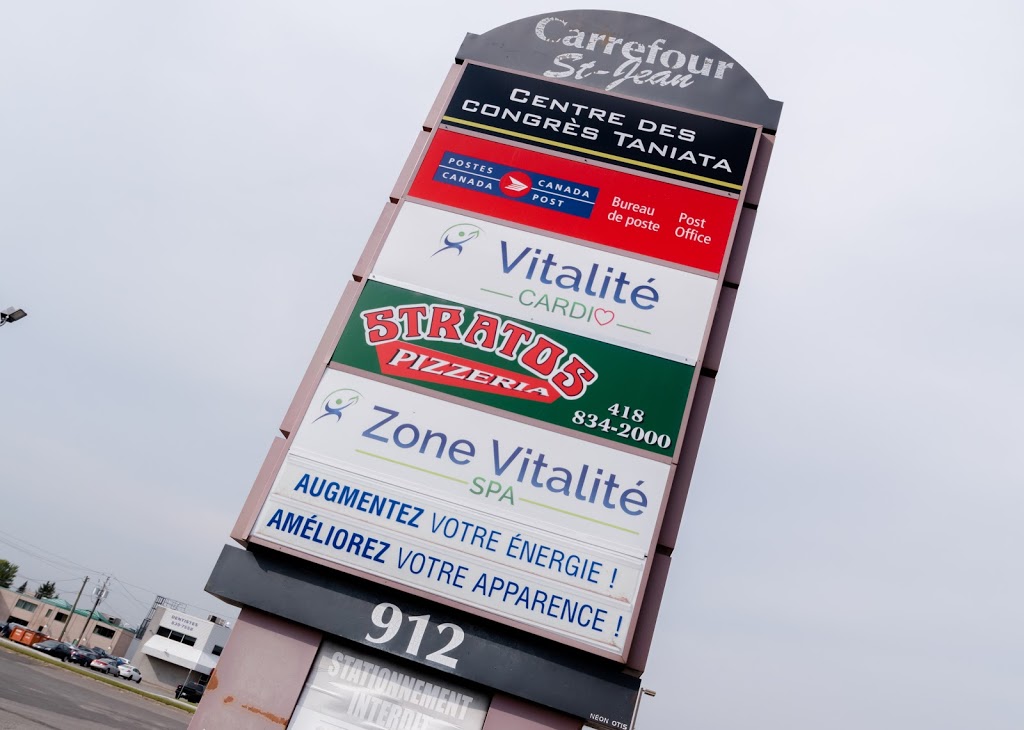 Carrefour
St-Jean
CENTRE DES
CONGRÈS TANIATA
POSTES
CANADA
CANADA
POST
Bureau
de poste
Post
Office
Vitalité
CARDIO
STRATOS
PIZZERIA
418
834-2000
Zone Vitalité
SPA
AUGMENTEZ VOTRE ÉNERGIE !
AMÉLIOREZ VOTRE APPARENCE !
912
STATIONNEMENT
INTERDIT
NÉON OTIS
DENTISTES